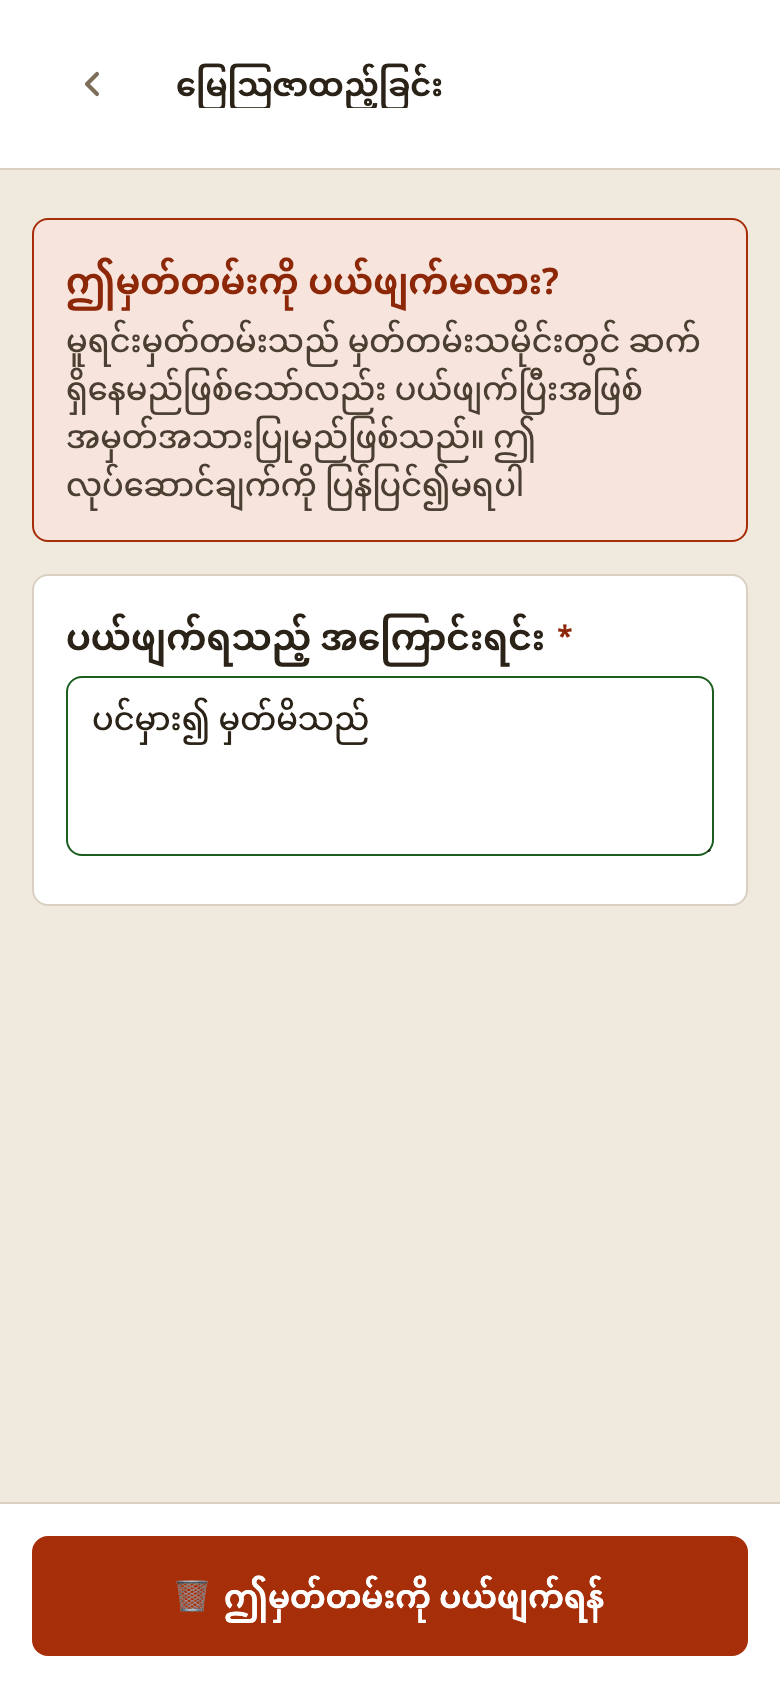 မြေသြဇာထည့်ခြင်း
ဤမှတ်တမ်းကို ပယ်ဖျက်မလား?
မူရင်းမှတ်တမ်းသည် မှတ်တမ်းသမိုင်းတွင် ဆက်
ရှိနေမည်ဖြစ်သော်လည်း ပယ်ဖျက်ပြီးအဖြစ်
အမှတ်အသားပြုမည်ဖြစ်သည်။ ဤ
လုပ်ဆောင်ချက်ကို ပြန်ပြင်၍မရပါ
ပယ်ဖျက်ရသည့် အကြောင်းရင်း *
ပင်မှား၍ မှတ်မိသည်
ဤမှတ်တမ်းကို ပယ်ဖျက်ရန်